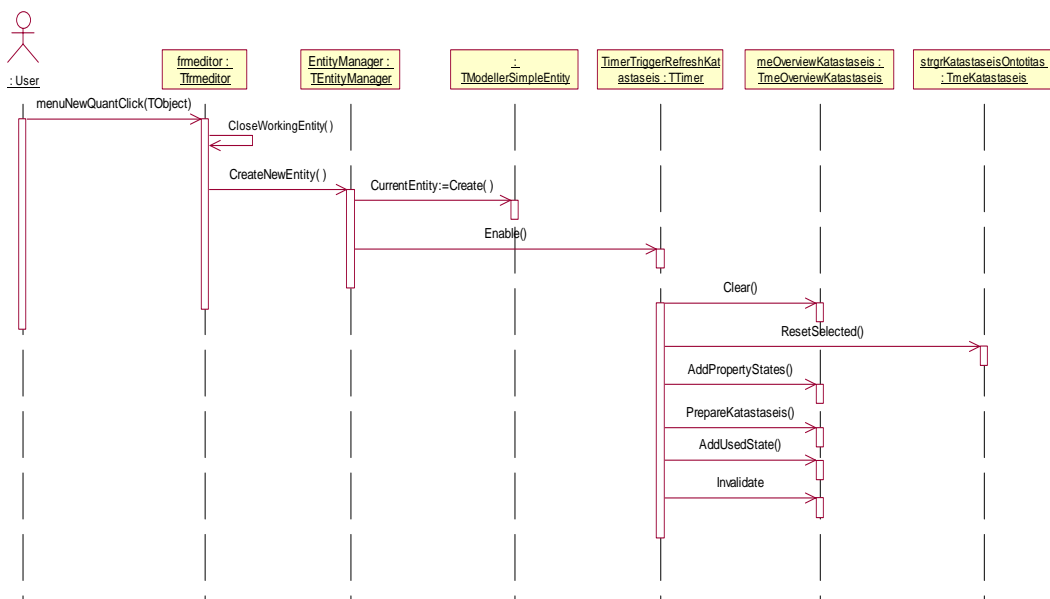 : User
frmeditor :
Tfrmeditor
EntityManager :
TEntityManager
:
TModellerSimpleEntity
TimerTriggerRefreshKat
astaseis : TTimer
meOverviewKatastaseis :
TmeOverviewKatastaseis
strgrKatastaseisOntotitas
: TmeKatastaseis
menuNewQuantClick(TObject)
CloseWorkingEntity( )
CreateNewEntity( )
CurrentEntity:=Create( )
Enable()
Clear()
ResetSelected()
AddPropertyStates()
PrepareKatastaseis()
AddUsedState()
Invalidate